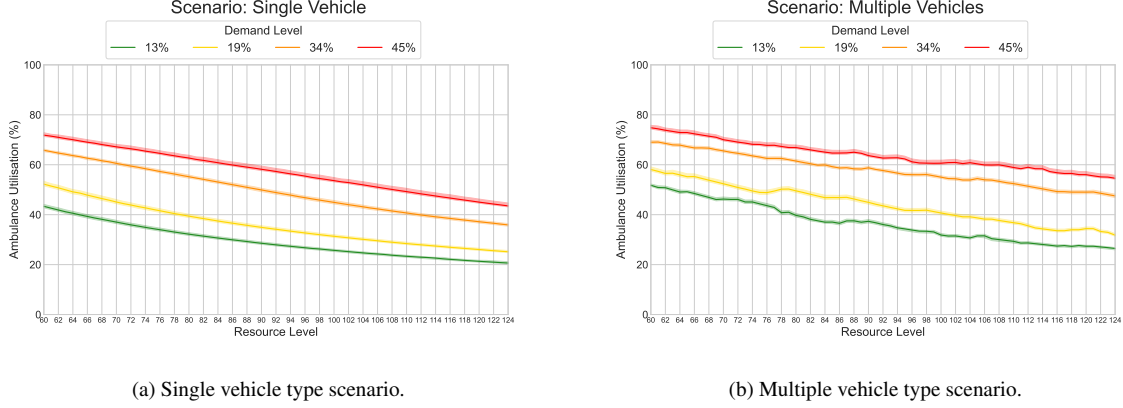 Scenario: Single Vehicle
Demand Level
13% 19% 34% 45%
100
80
60
40
20
0
Ambulance Utilisation (%)
60 62 64 66 68 70 72 74 76 78 80 82 84 86 88 90 92 94 96 98 100 102 104 106 108 110 112 114 116 118 120 122 124
Resource Level
(a) Single vehicle type scenario.
Scenario: Multiple Vehicles
Demand Level
13% 19% 34% 45%
100
80
60
40
20
0
Ambulance Utilisation (%)
60 62 64 66 68 70 72 74 76 78 80 82 84 86 88 90 92 94 96 98 100 102 104 106 108 110 112 114 116 118 120 122 124
Resource Level
(b) Multiple vehicle type scenario.